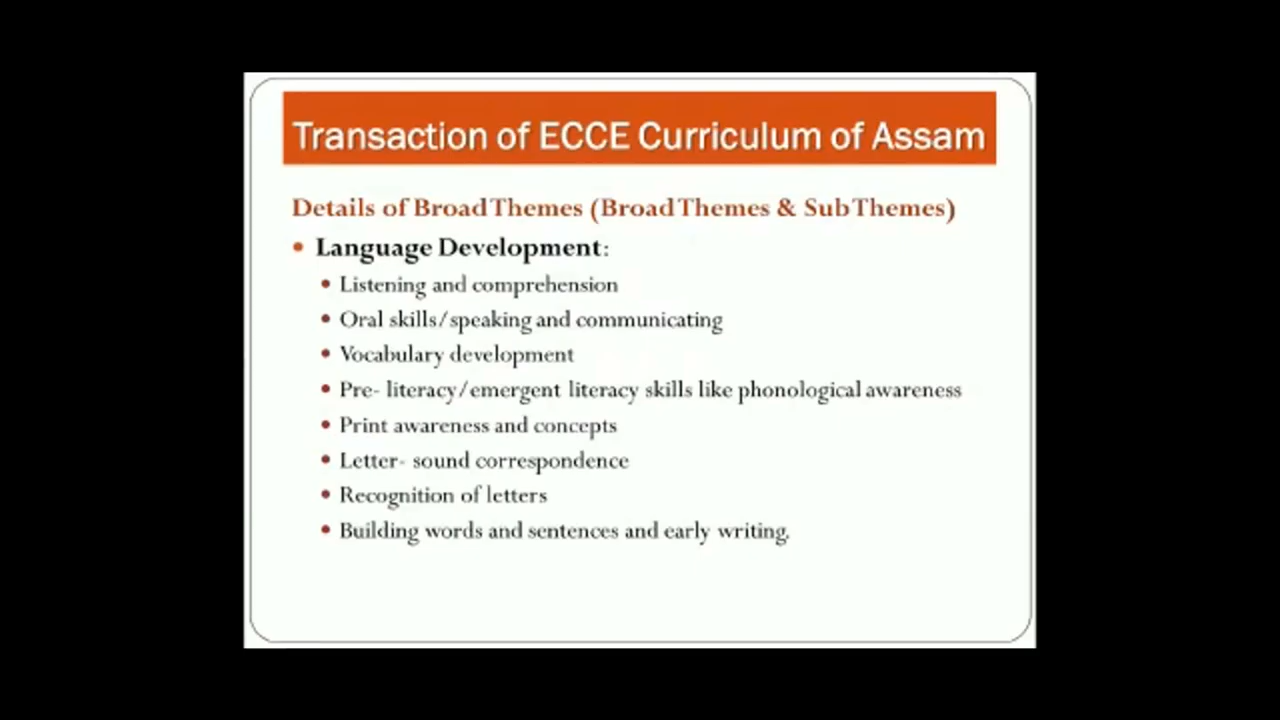 Transaction of ECCE Curriculum of Assam
Details of Broad Themes (Broad Themes & Sub Themes)
• Language Development:
• Listening and comprehension
• Oral skills/speaking and communicating
• Vocabulary development
• Pre- literacy/emergent literacy skills like phonological awareness
• Print awareness and concepts
• Letter- sound correspondence
• Recognition of letters
• Building words and sentences and early writing.